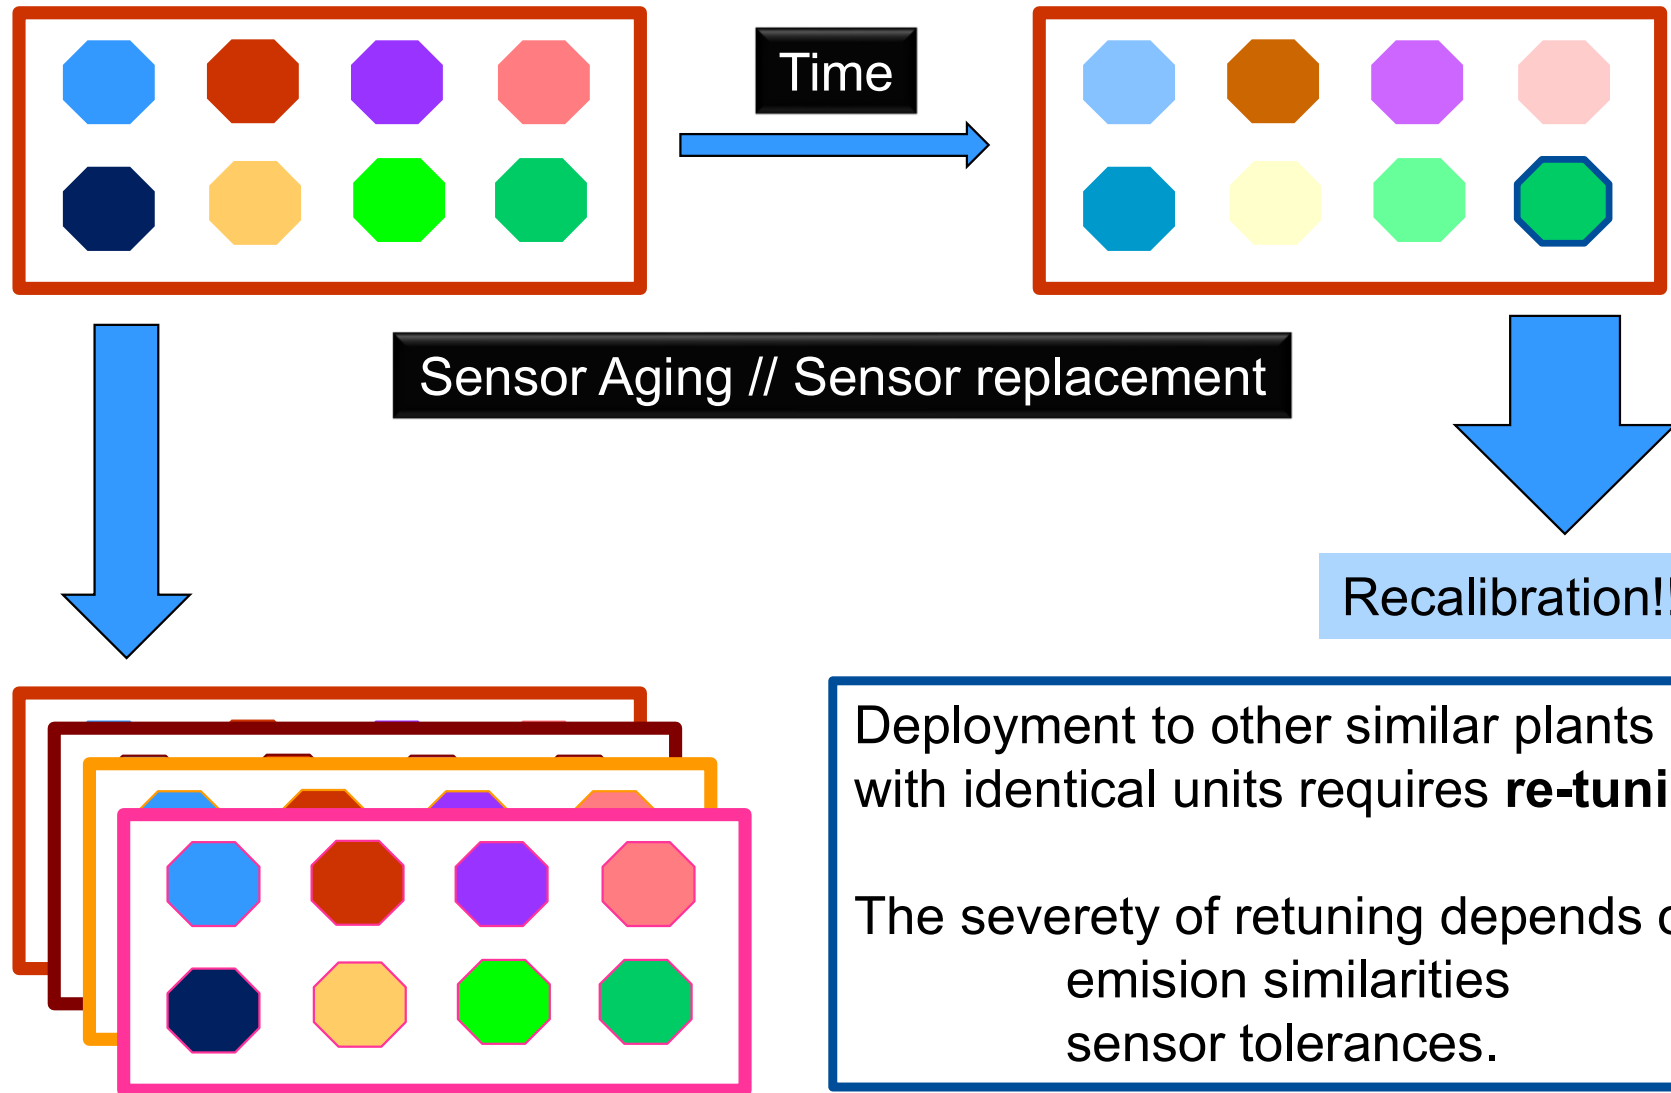 Time
Sensor Aging // Sensor replacement
Recalibration!!
Deployment to other similar plants
with identical units requires re-tuni
The severety of retuning depends o
emision similarities
sensor tolerances.